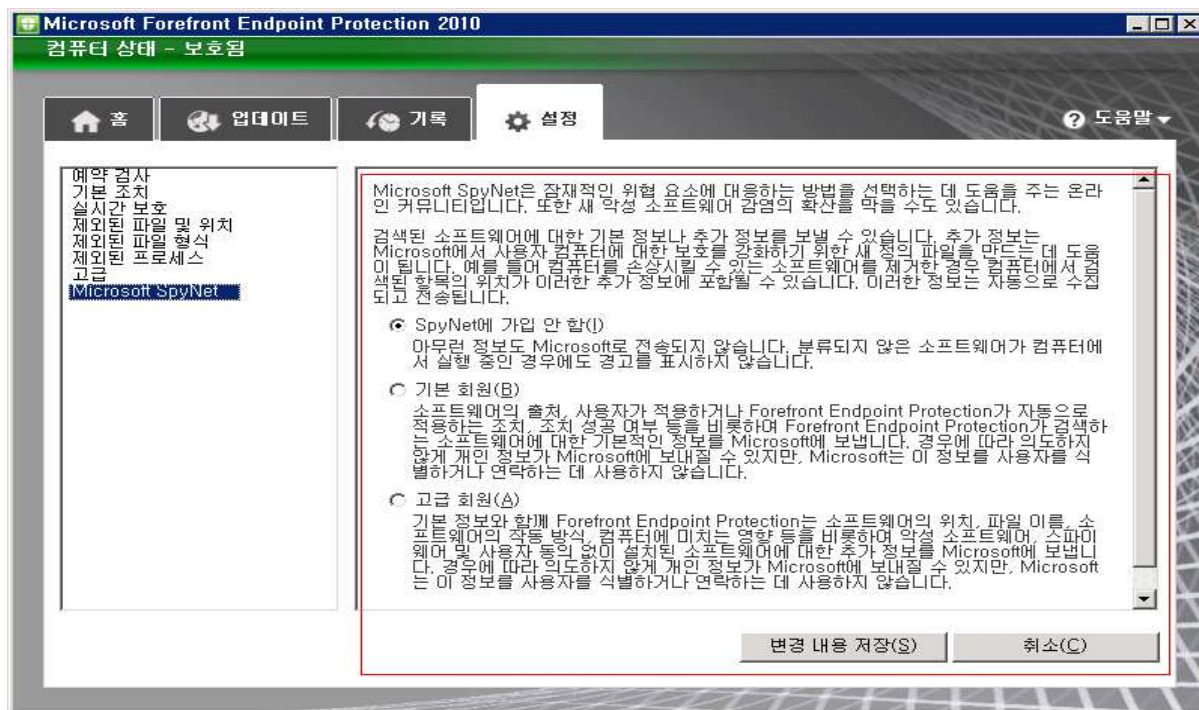 Microsoft Forefront Endpoint Protection 2010
컴퓨터 상태 - 보호됨
홈
업데이트
기록
설정
도움말
예약 검사
기본 조치
실시간 보호
제외된 파일 및 위치
제외된 파일 형식
제외된 프로세스
고급
Microsoft SpyNet
Microsoft SpyNet은 잠재적인 위협 요소에 대응하는 방법을 선택하는 데 도움을 주는 온라
인 커뮤니티입니다. 또한 새 악성 소프트웨어 감염의 확산을 막을 수도 있습니다.
검색된 소프트웨어에 대한 기본 정보나 추가 정보를 보낼 수 있습니다. 추가 정보는
Microsoft에서 사용자 컴퓨터에 대한 보호를 강화하기 위한 새 정의 파일을 만드는 데 도움
이 됩니다. 예를 들어 컴퓨터를 손상시킬 수 있는 소프트웨어를 제거한 경우 컴퓨터에서 검
색된 항목의 위치가 이러한 추가 정보에 포함될 수 있습니다. 이러한 정보는 자동으로 수집
되고 전송됩니다.
SpyNet에 가입 안 함(I)
아무런 정보도 Microsoft로 전송되지 않습니다. 분류되지 않은 소프트웨어가 컴퓨터에
서 실행 중인 경우에도 경고를 표시하지 않습니다.
기본 회원(B)
소프트웨어의 출처, 사용자가 적용하거나 Forefront Endpoint Protection가 자동으로
적용하는 조치, 조치 성공 여부 등을 비롯하여 Forefront Endpoint Protection가 검색하
는 소프트웨어에 대한 기본적인 정보를 Microsoft에 보냅니다. 경우에 따라 의도하지
않게 개인 정보가 Microsoft에 보내질 수 있지만, Microsoft는 이 정보를 사용자를 식
별하거나 연락하는 데 사용하지 않습니다.
고급 회원(A)
기본 정보와 함께 Forefront Endpoint Protection는 소프트웨어의 위치, 파일 이름, 소
프트웨어의 작동 방식, 컴퓨터에 미치는 영향 등을 비롯하여 악성 소프트웨어, 스파이
웨어 및 사용자 동의 없이 설치된 소프트웨어에 대한 추가 정보를 Microsoft에 보냅니
다. 경우에 따라 의도하지 않게 개인 정보가 Microsoft에 보내질 수 있지만, Microsoft
는 이 정보를 사용자를 식별하거나 연락하는 데 사용하지 않습니다.
변경 내용 저장(S)
취소(C)